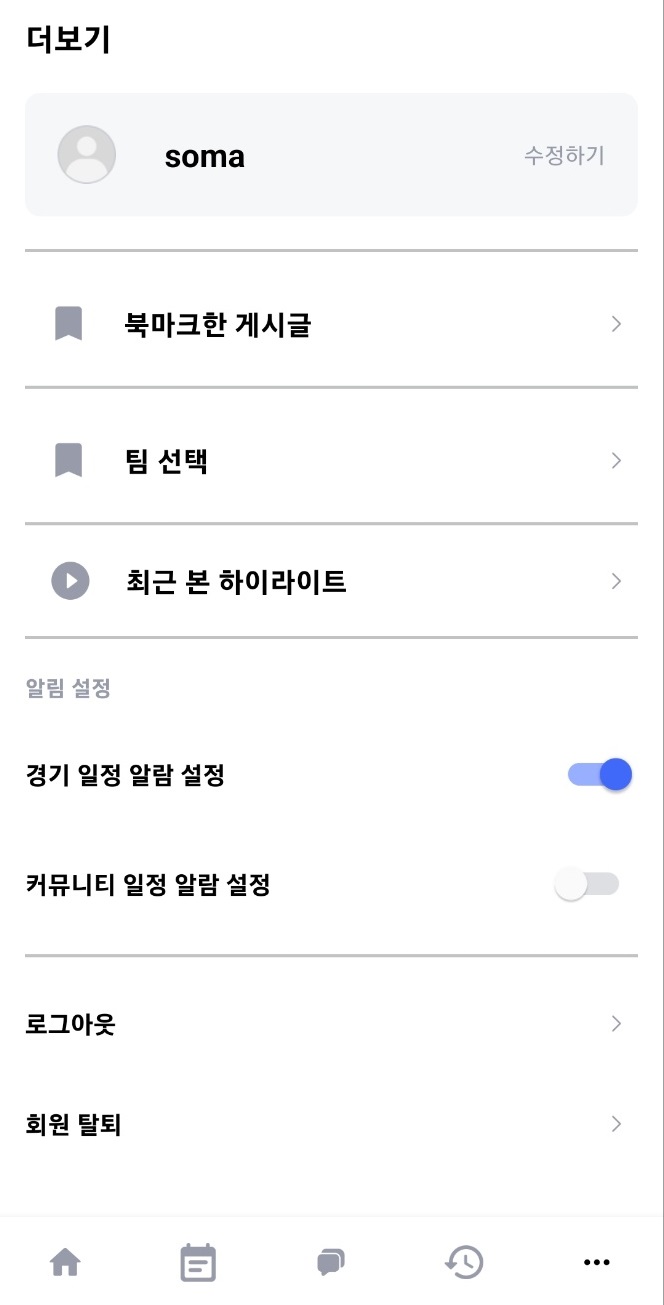 더보기
soma
수정하기
북마크한 게시글
팀 선택
최근 본 하이라이트
알림 설정
경기 일정 알람 설정
커뮤니티 일정 알람 설정
로그아웃
회원 탈퇴